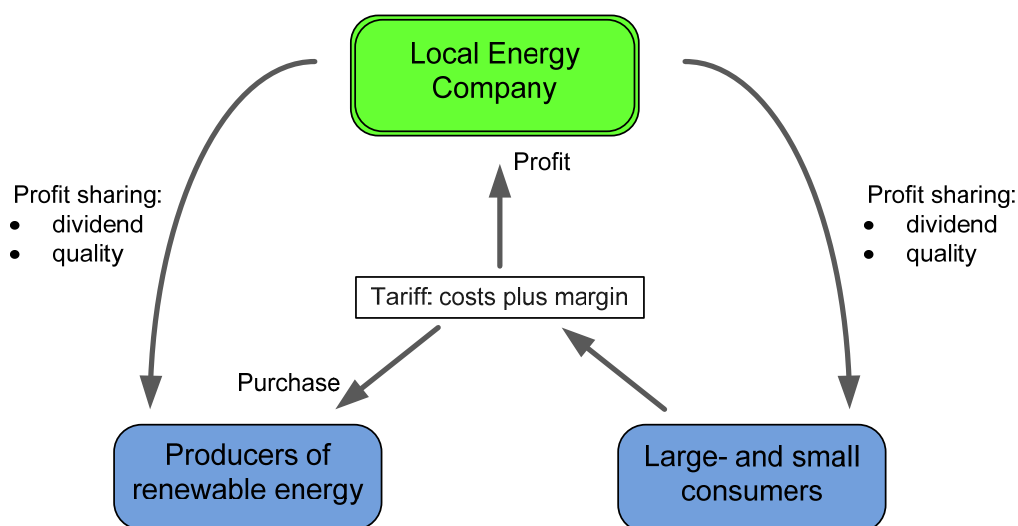 Local Energy
Company
Profit
Profit sharing:
• dividend
• quality
Profit sharing:
• dividend
• quality
Tariff: costs plus margin
Purchase
Producers of
renewable energy
Large- and small
consumers